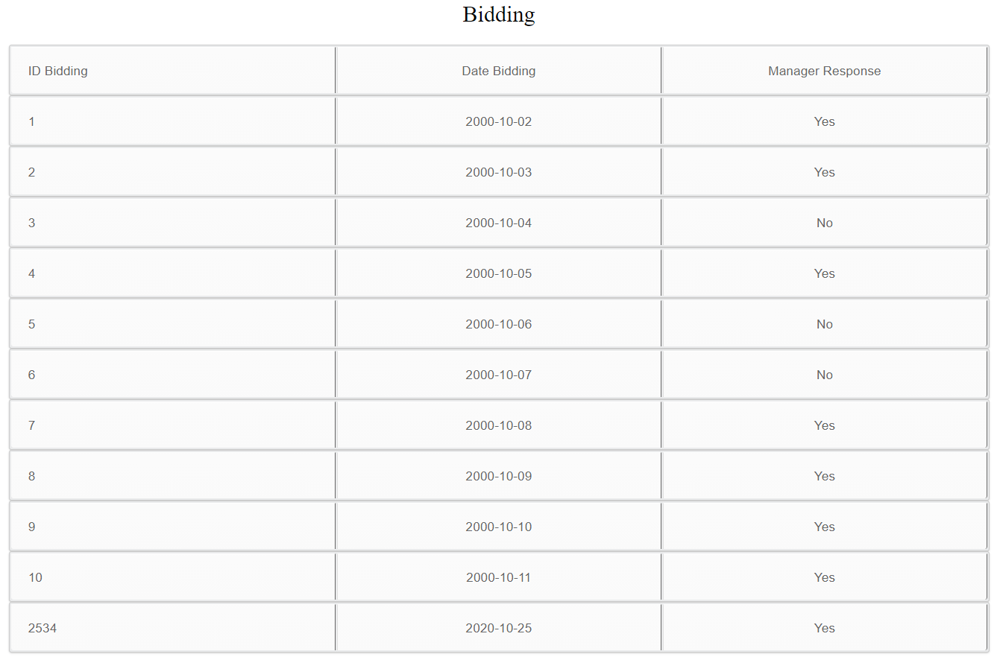 Bidding
ID Bidding Date Bidding Manager Response
1 2000-10-02 Yes
2 2000-10-03 Yes
3 2000-10-04 No
4 2000-10-05 Yes
5 2000-10-06 No
6 2000-10-07 No
7 2000-10-08 Yes
8 2000-10-09 Yes
9 2000-10-10 Yes
10 2000-10-11 Yes
2534 2020-10-25 Yes